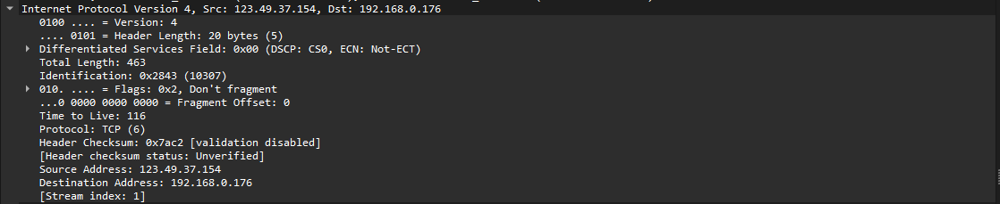 Internet Protocol Version 4, Src: 123.49.37.154, Dst: 192.168.0.176
0100 .... = Version: 4
.... 0101 = Header Length: 20 bytes (5)
Differentiated Services Field: 0x00 (DSCP: CS0, ECN: Not-ECT)
Total Length: 463
Identification: 0x2843 (10307)
010. .... = Flags: 0x2, Don't fragment
...0 0000 0000 0000 = Fragment Offset: 0
Time to Live: 116
Protocol: TCP (6)
Header Checksum: 0x7ac2 [validation disabled]
[Header checksum status: Unverified]
Source Address: 123.49.37.154
Destination Address: 192.168.0.176
[Stream index: 1]